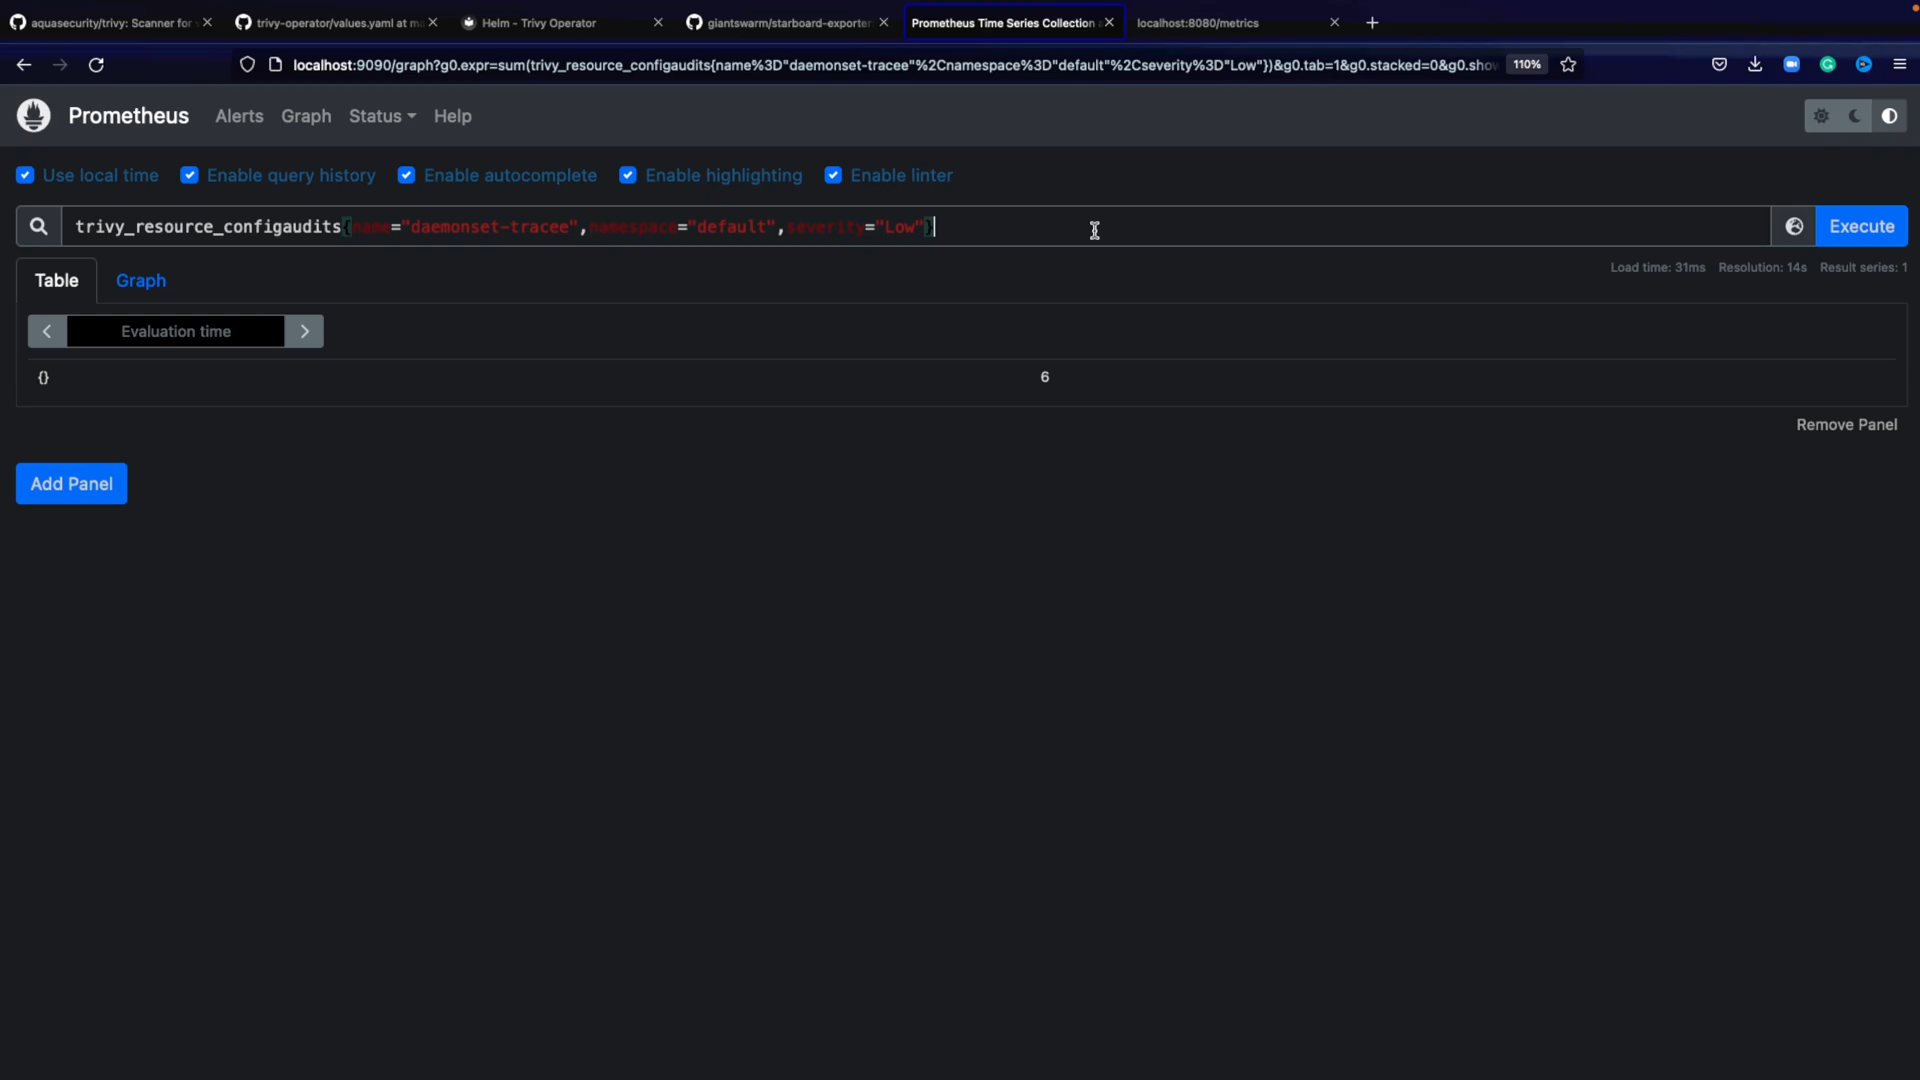 aquasecurity/trivy: Scanner for
trivy-operator/values.yaml at ma
Helm - Trivy Operator
giantswarm/starboard-exporter
Prometheus Time Series Collection
localhost:8080/metrics
localhost:9090/graph?g0.expr=sum(trivy_resource_configaudits{name%3D"daemonset-tracee"%2Cnamespace%3D"default"%2Cseverity%3D"Low"})&g0.tab=1&g0.stacked=0&g0.sho
110%
Prometheus
Alerts
Graph
Status
Help
Use local time
Enable query history
Enable autocomplete
Enable highlighting
Enable linter
trivy_resource_configaudits{name="daemonset-tracee",namespace="default",severity="Low"}
Execute
Table
Graph
Load time: 31ms
Resolution: 14s
Result series: 1
Evaluation time
{}
6
Remove Panel
Add Panel